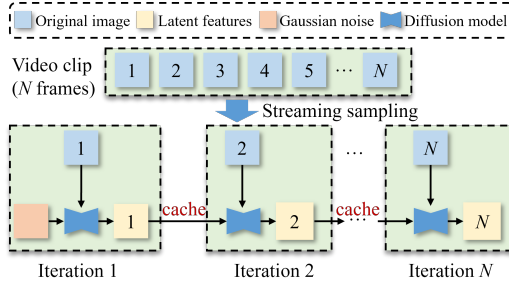 Original image Latent features Gaussian noise Diffusion model
Video clip
(N frames)
1 2 3 4 5 ... N
Streaming sampling
1 2 ... N
cache cache
1 2 ... N
Iteration 1 Iteration 2 Iteration N